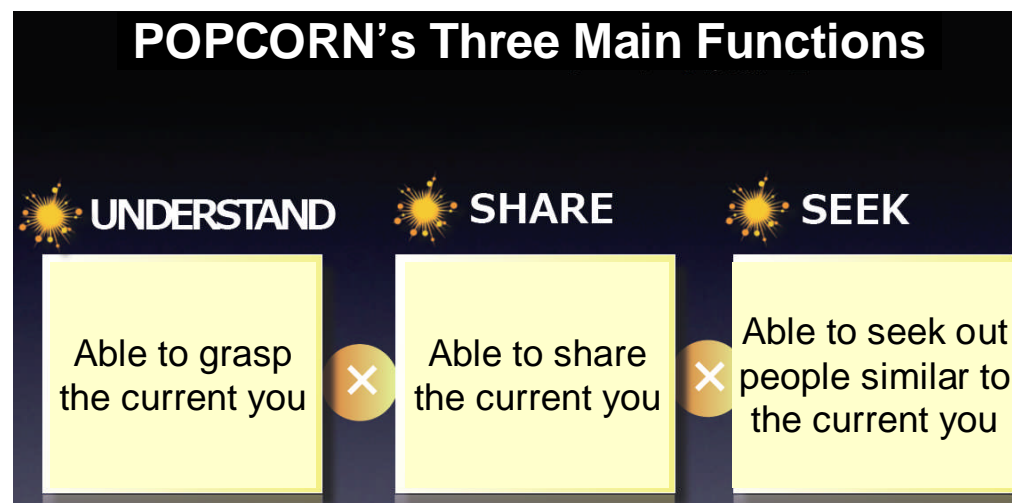 POPCORN’s Three Main Functions
UNDERSTAND
Able to grasp
the current you
×
SHARE
Able to share
the current you
×
SEEK
Able to seek out
people similar to
the current you